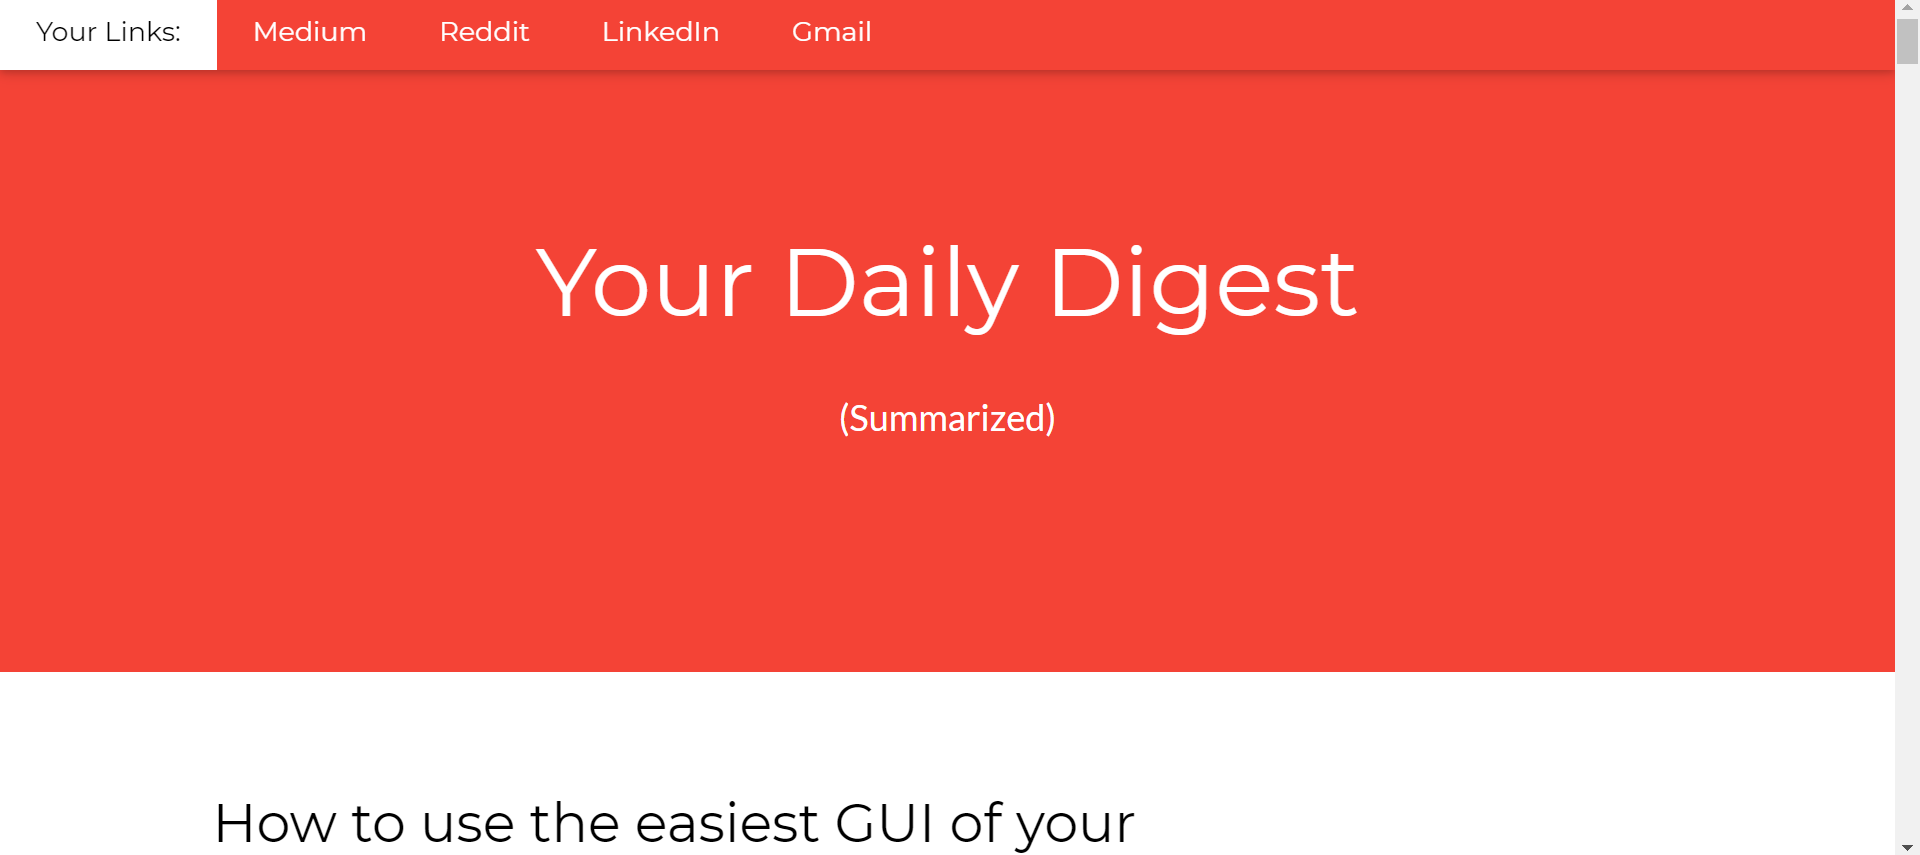 Your Links: Medium Reddit LinkedIn Gmail
Your Daily Digest
(Summarized)
How to use the easiest GUI of your